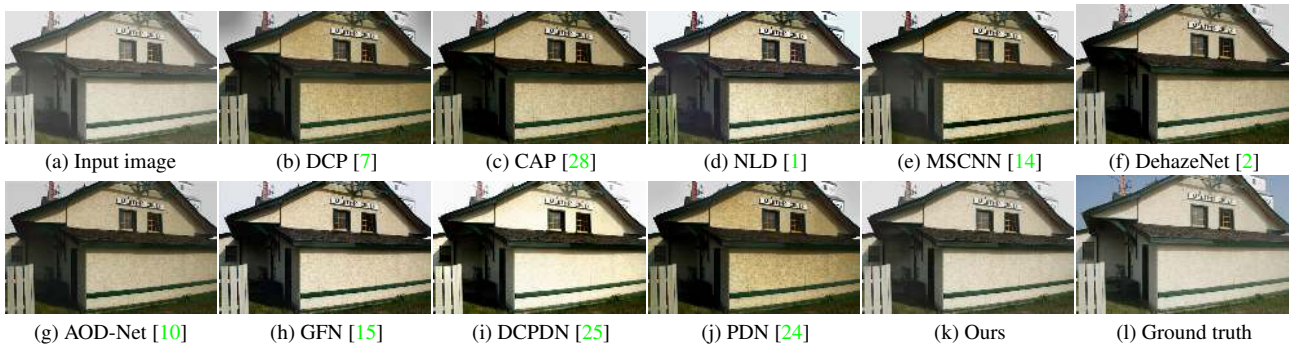 (a) Input image (b) DCP [7] (c) CAP [28] (d) NLD [1] (e) MSCNN [14] (f) DehazeNet [2]
(g) AOD-Net [10] (h) GFN [15] (i) DCPDN [25] (j) PDN [24] (k) Ours (l) Ground truth